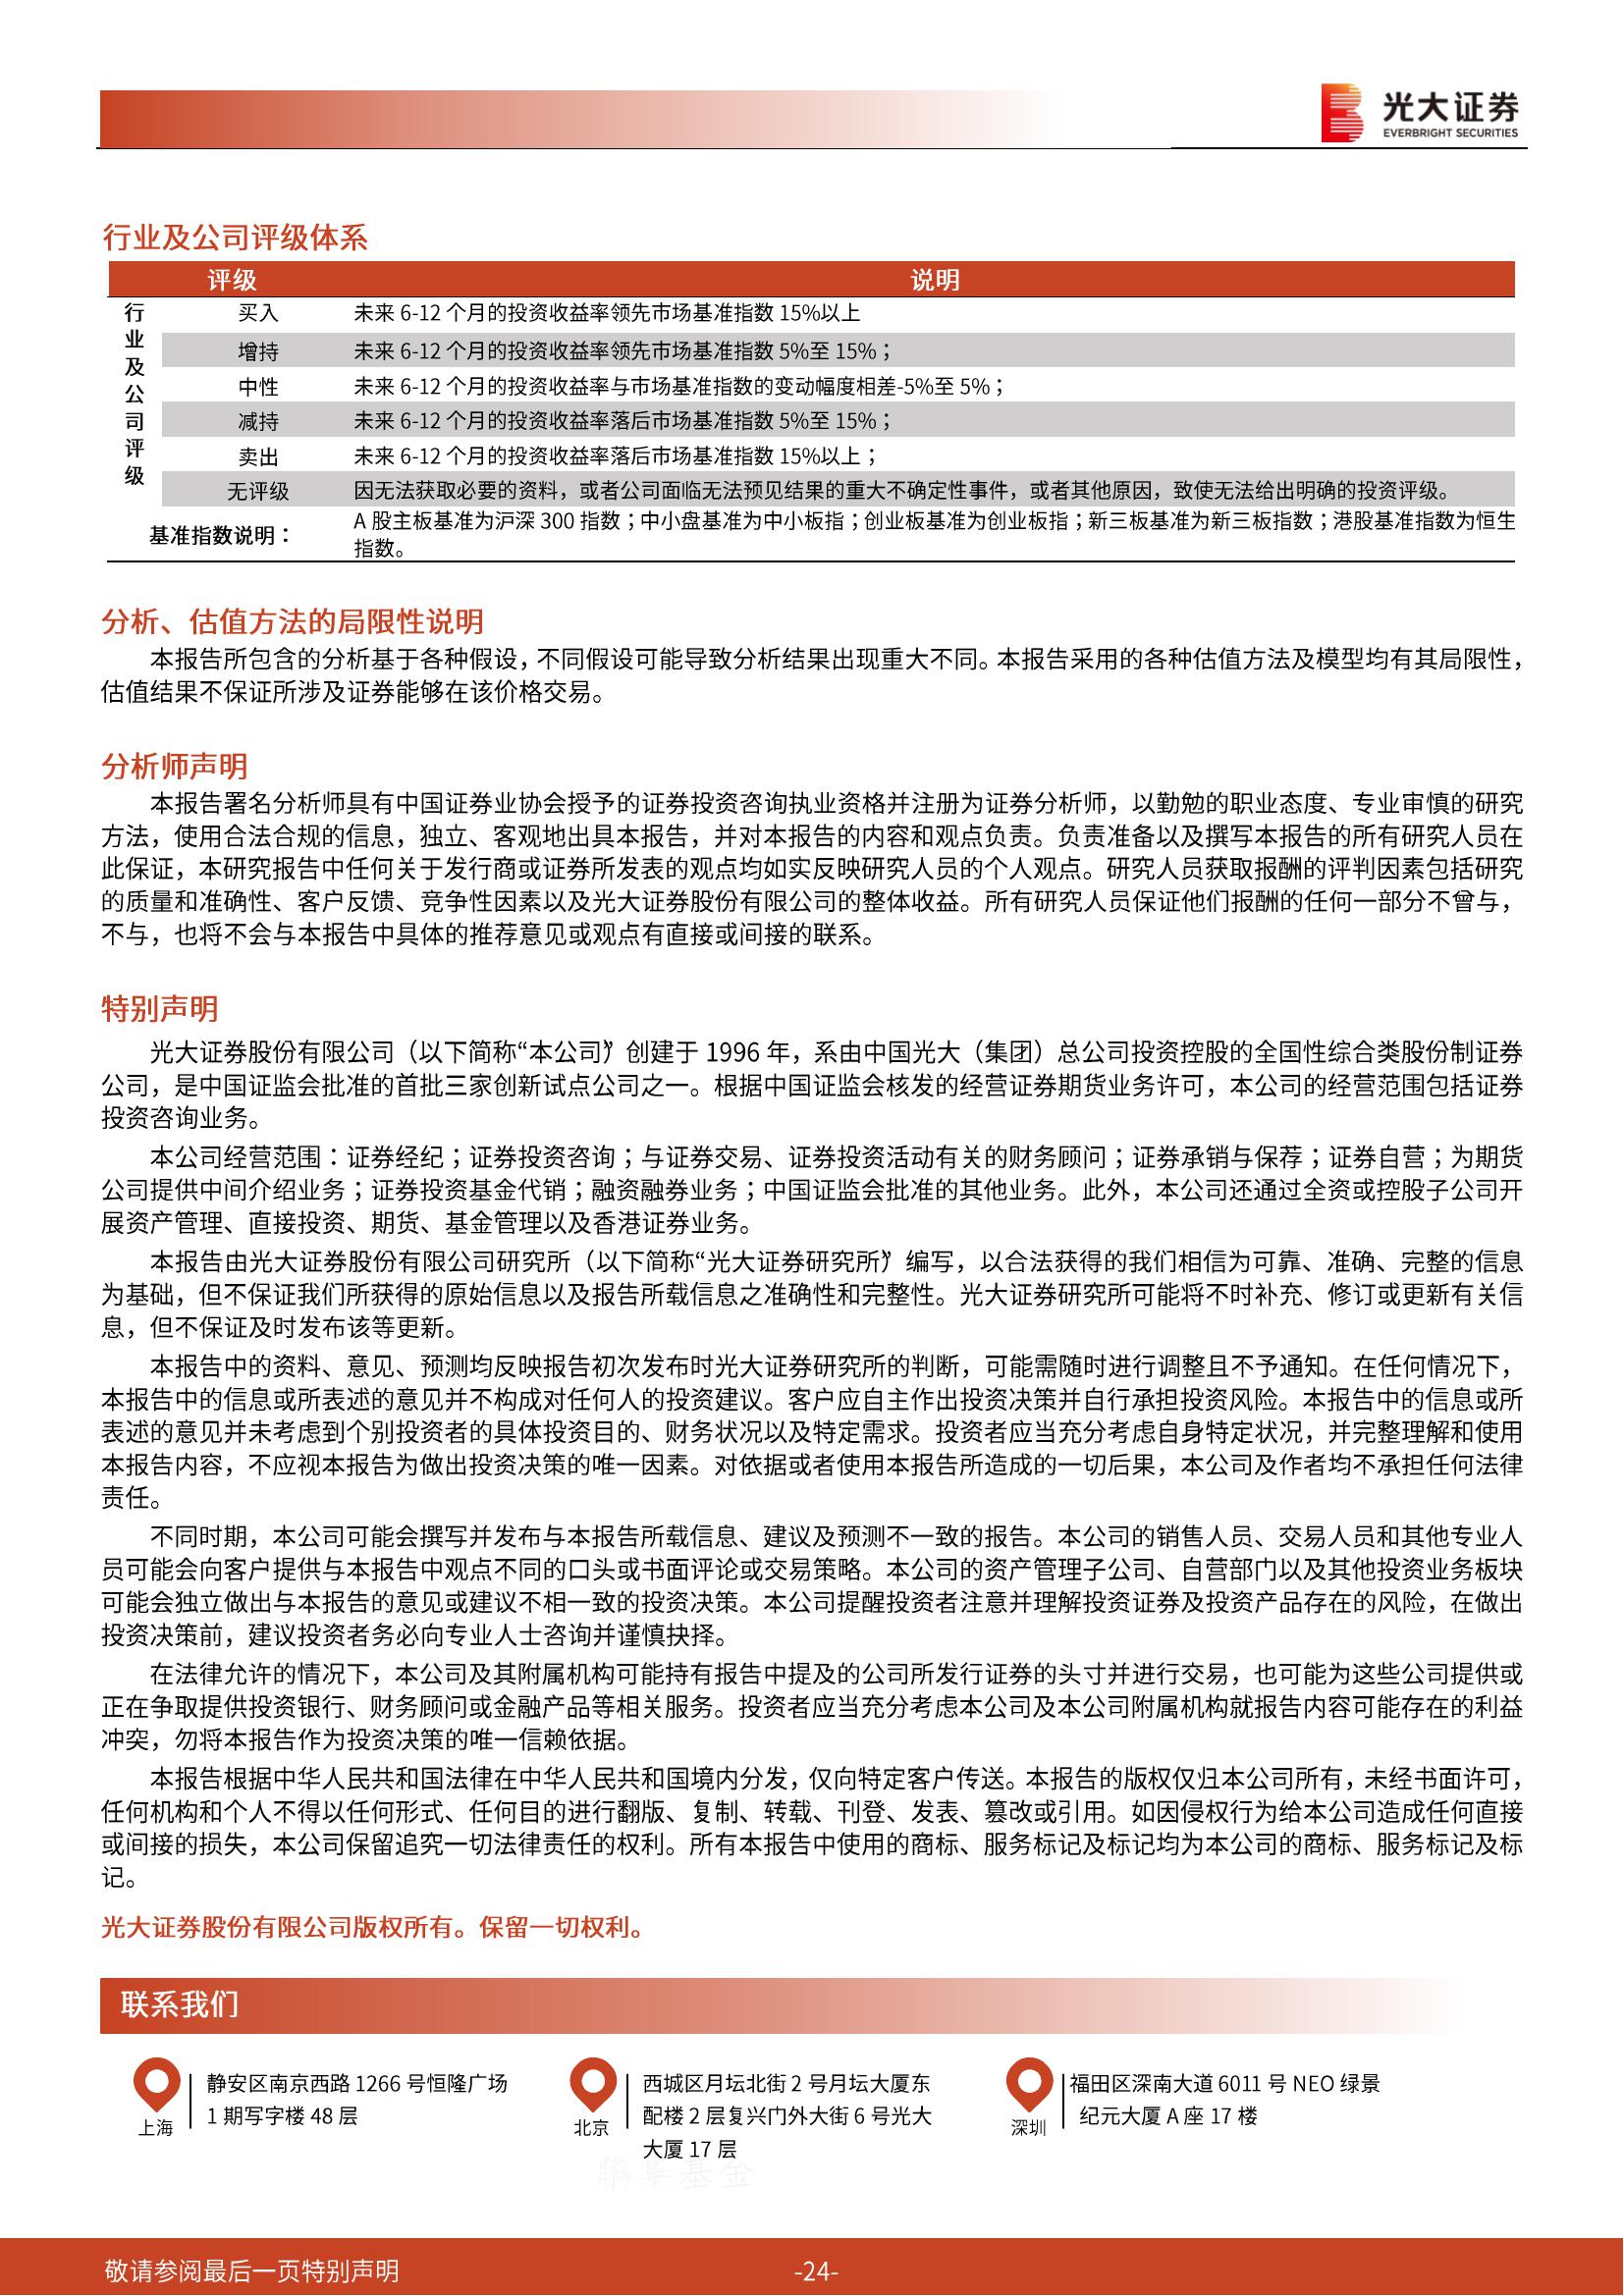 光大证券
EVERBRIGHT SECURITIES
行业及公司评级体系
评级 说明
行业及公司评级
买入 未来 6-12 个月的投资收益率领先市场基准指数 15%以上
增持 未来 6-12 个月的投资收益率领先市场基准指数 5%至 15%；
中性 未来 6-12 个月的投资收益率与市场基准指数的变动幅度相差-5%至 5%；
减持 未来 6-12 个月的投资收益率落后市场基准指数 5%至 15%；
卖出 未来 6-12 个月的投资收益率落后市场基准指数 15%以上；
无评级 因无法获取必要的资料，或者公司面临无法预见结果的重大不确定性事件，或者其他原因，致使无法给出明确的投资评级。
基准指数说明： A 股主板基准为沪深 300 指数；中小盘基准为中小板指；创业板基准为创业板指；新三板基准为新三板指数；港股基准指数为恒生
指数。
分析、估值方法的局限性说明
本报告所包含的分析基于各种假设，不同假设可能导致分析结果出现重大不同。本报告采用的各种估值方法及模型均有其局限性，
估值结果不保证所涉及证券能够在该价格交易。
分析师声明
本报告署名分析师具有中国证券业协会授予的证券投资咨询执业资格并注册为证券分析师，以勤勉的职业态度、专业审慎的研究
方法，使用合法合规的信息，独立、客观地出具本报告，并对本报告的内容和观点负责。负责准备以及撰写本报告的所有研究人员在
此保证，本研究报告中任何关于发行商或证券所发表的观点均如实反映研究人员的个人观点。研究人员获取报酬的评判因素包括研究
的质量和准确性、客户反馈、竞争性因素以及光大证券股份有限公司的整体收益。所有研究人员保证他们报酬的任何一部分不曾与，
不与，也将不会与本报告中具体的推荐意见或观点有直接或间接的联系。
特别声明
光大证券股份有限公司（以下简称“本公司”）创建于 1996 年，系由中国光大（集团）总公司投资控股的全国性综合类股份制证券
公司，是中国证监会批准的首批三家创新试点公司之一。根据中国证监会核发的经营证券期货业务许可，本公司的经营范围包括证券
投资咨询业务。
本公司经营范围：证券经纪；证券投资咨询；与证券交易、证券投资活动有关的财务顾问；证券承销与保荐；证券自营；为期货
公司提供中间介绍业务；证券投资基金代销；融资融券业务；中国证监会批准的其他业务。此外，本公司还通过全资或控股子公司开
展资产管理、直接投资、期货、基金管理以及香港证券业务。
本报告由光大证券股份有限公司研究所（以下简称“光大证券研究所”）编写，以合法获得的我们相信为可靠、准确、完整的信息
为基础，但不保证我们所获得的原始信息以及报告所载信息之准确性和完整性。光大证券研究所可能将不时补充、修订或更新有关信
息，但不保证及时发布该等更新。
本报告中的资料、意见、预测均反映报告初次发布时光大证券研究所的判断，可能需随时进行调整且不予通知。在任何情况下，
本报告中的信息或所表述的意见并不构成对任何人的投资建议。客户应自主作出投资决策并自行承担投资风险。本报告中的信息或所
表述的意见并未考虑到个别投资者的具体投资目的、财务状况以及特定需求。投资者应当充分考虑自身特定状况，并完整理解和使用
本报告内容，不应视本报告为做出投资决策的唯一因素。对依据或者使用本报告所造成的一切后果，本公司及作者均不承担任何法律
责任。
不同时期，本公司可能会撰写并发布与本报告所载信息、建议及预测不一致的报告。本公司的销售人员、交易人员和其他专业人
员可能会向客户提供与本报告中观点不同的口头或书面评论或交易策略。本公司的资产管理子公司、自营部门以及其他投资业务板块
可能会独立做出与本报告的意见或建议不相一致的投资决策。本公司提醒投资者注意并理解投资证券及投资产品存在的风险，在做出
投资决策前，建议投资者务必向专业人士咨询并谨慎抉择。
在法律允许的情况下，本公司及其附属机构可能持有报告中提及的公司所发行证券的头寸并进行交易，也可能为这些公司提供或
正在争取提供投资银行、财务顾问或金融产品等相关服务。投资者应当充分考虑本公司及本公司附属机构就报告内容可能存在的利益
冲突，勿将本报告作为投资决策的唯一信赖依据。
本报告根据中华人民共和国法律在中华人民共和国境内分发，仅向特定客户传送。本报告的版权仅归本公司所有，未经书面许可，
任何机构和个人不得以任何形式、任何目的进行翻版、复制、转载、刊登、发表、篡改或引用。如因侵权行为给本公司造成任何直接
或间接的损失，本公司保留追究一切法律责任的权利。所有本报告中使用的商标、服务标记及标记均为本公司的商标、服务标记及标
记。
光大证券股份有限公司版权所有。保留一切权利。
联系我们
上海
静安区南京西路 1266 号恒隆广场
1 期写字楼 48 层
北京
西城区月坛北街 2 号月坛大厦东
配楼 2 层复兴门外大街 6 号光大
大厦 17 层
深圳
福田区深南大道 6011 号 NEO 绿景
纪元大厦 A 座 17 楼
基金
敬请参阅最后一页特别声明 -24-